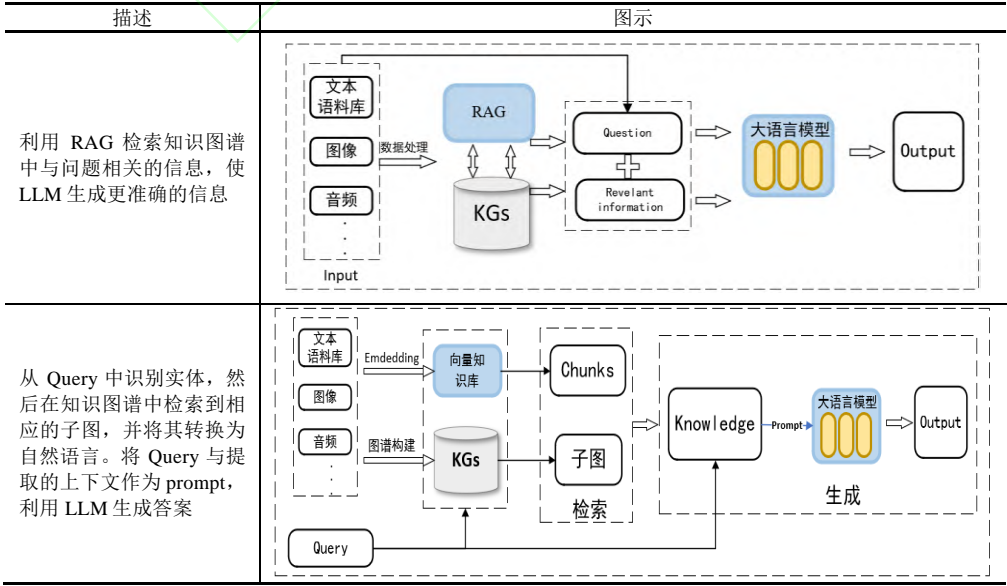 描述
图示
利用 RAG 检索知识图谱
中与问题相关的信息，使
LLM 生成更准确的信息
文本
语料库
图像
音频
Input
数据处理
RAG
KGs
Question
Revelant
information
大语言模型
Output
从 Query 中识别实体，然
后在知识图谱中检索到相
应的子图，并将其转换为
自然语言。将 Query 与提
取的上下文作为 prompt，
利用 LLM 生成答案
文本
语料库
图像
音频
Emdedding
图谱构建
向量知
识库
KGs
Chunks
子图
检索
Knowledge
Prompt
大语言模型
Output
生成
Query